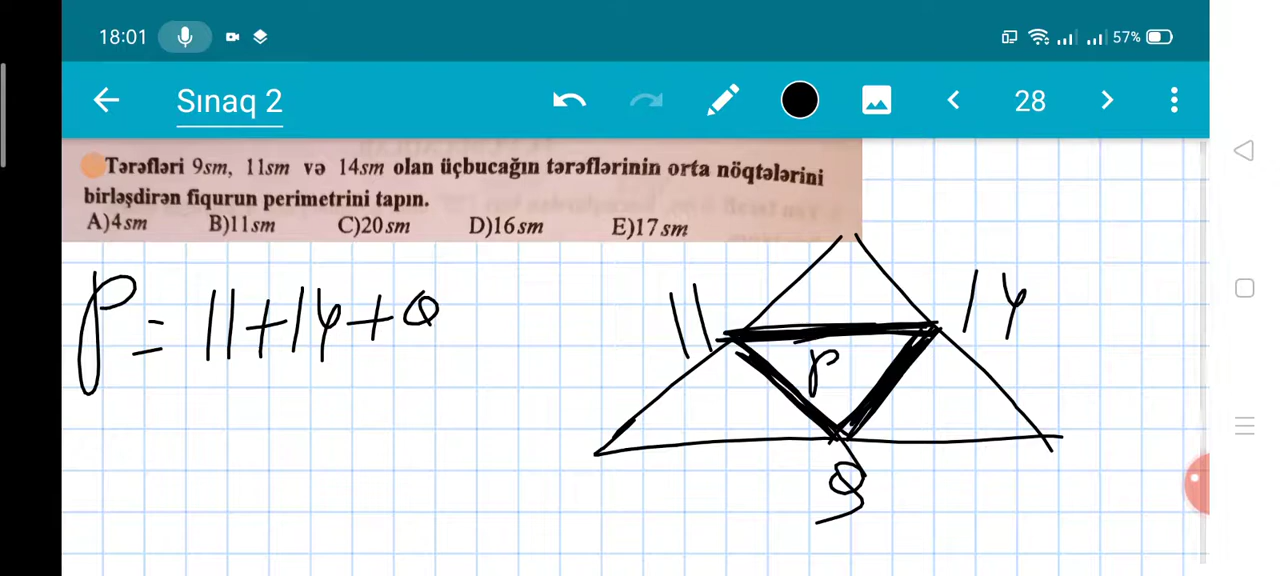 18:01 57%
Sınaq 2 28
Tərəfləri 9sm, 11sm və 14sm olan üçbucağın tərəflərinin orta nöqtələrini
birləşdirən fiqurun perimetrini tapın.
A)4sm B)11sm C)20sm D)16sm E)17sm
P = 11+14+9
11
14
P
9